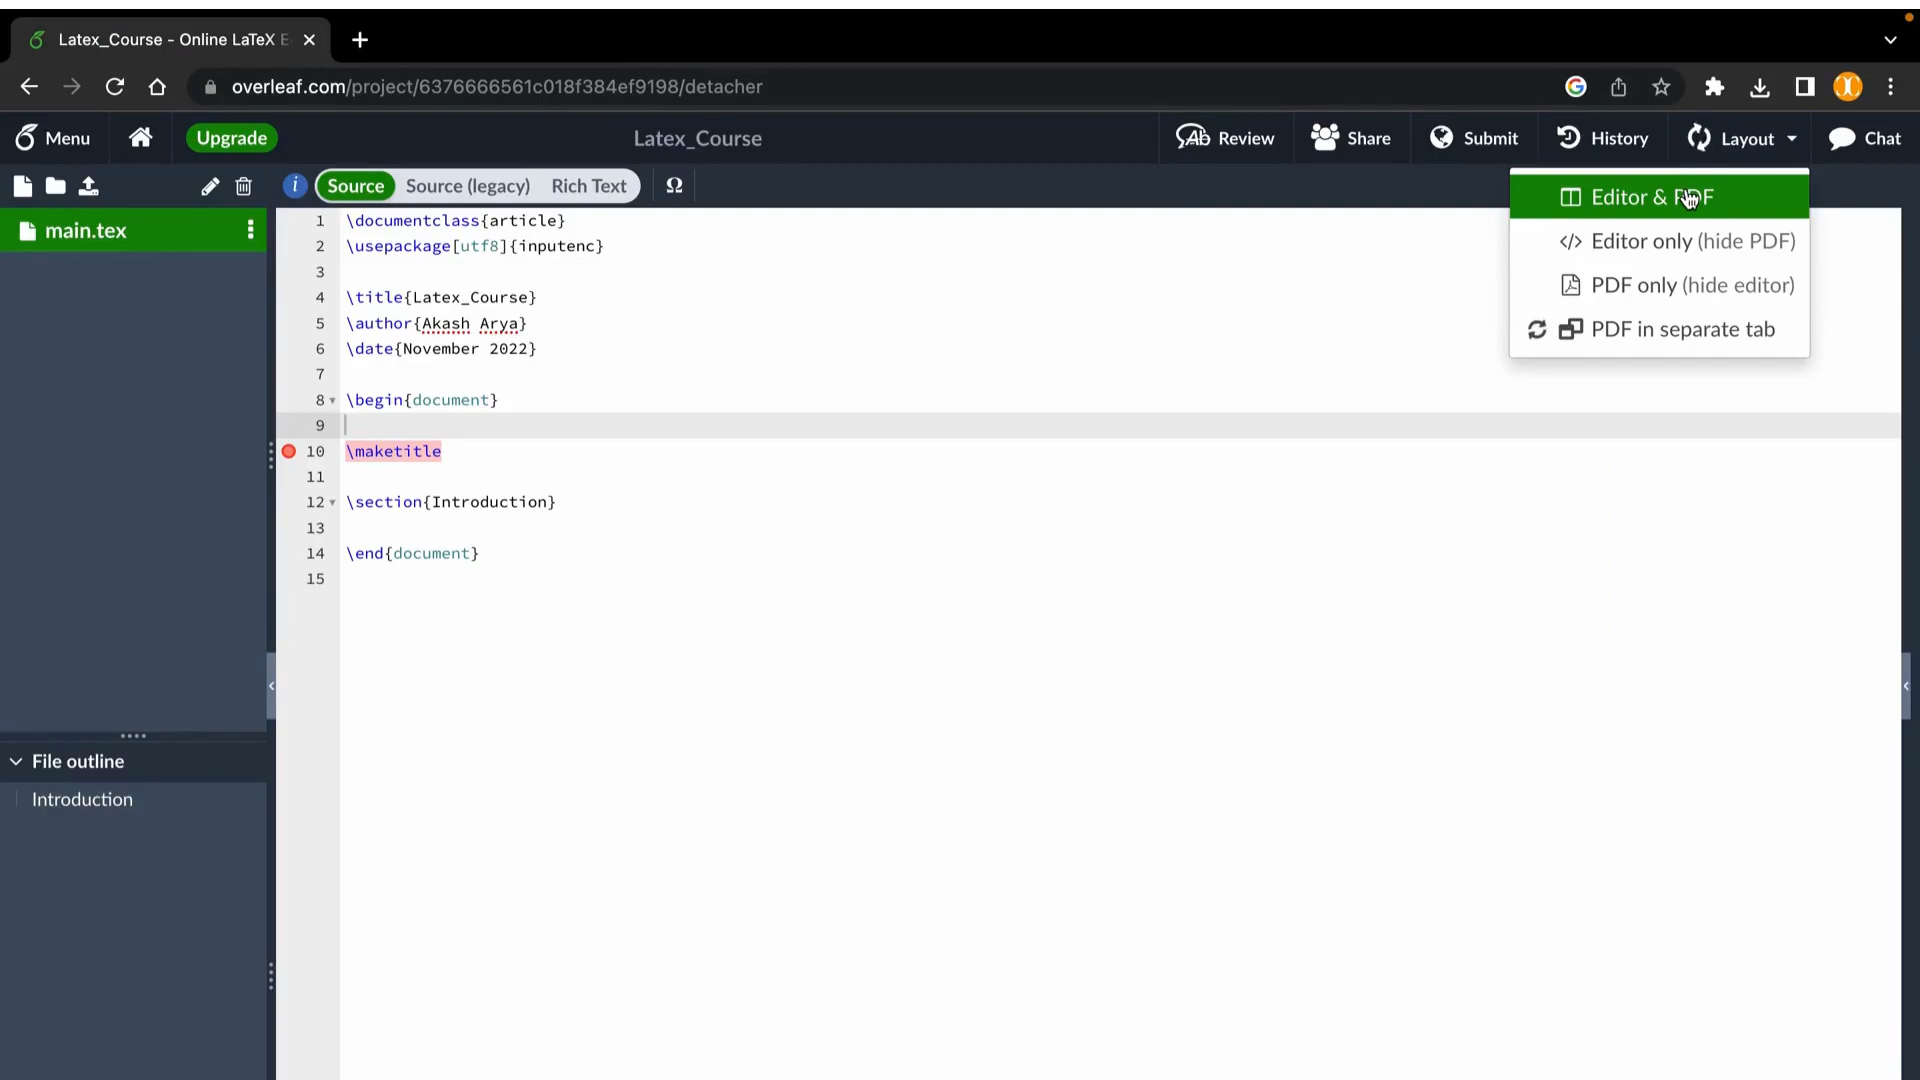 Latex_Course - Online LaTeX E
overleaf.com/project/6376666561c018f384ef9198/detacher
Menu
Upgrade
Latex_Course
Review
Share
Submit
History
Layout
Chat
i
Source
Source (legacy)
Rich Text
Ω
main.tex
Editor & PDF
</> Editor only (hide PDF)
PDF only (hide editor)
PDF in separate tab
1 \documentclass{article}
2 \usepackage[utf8]{inputenc}
3
4 \title{Latex_Course}
5 \author{Akash Arya}
6 \date{November 2022}
7
8 \begin{document}
9
10 \maketitle
11
12 \section{Introduction}
13
14 \end{document}
15
File outline
Introduction